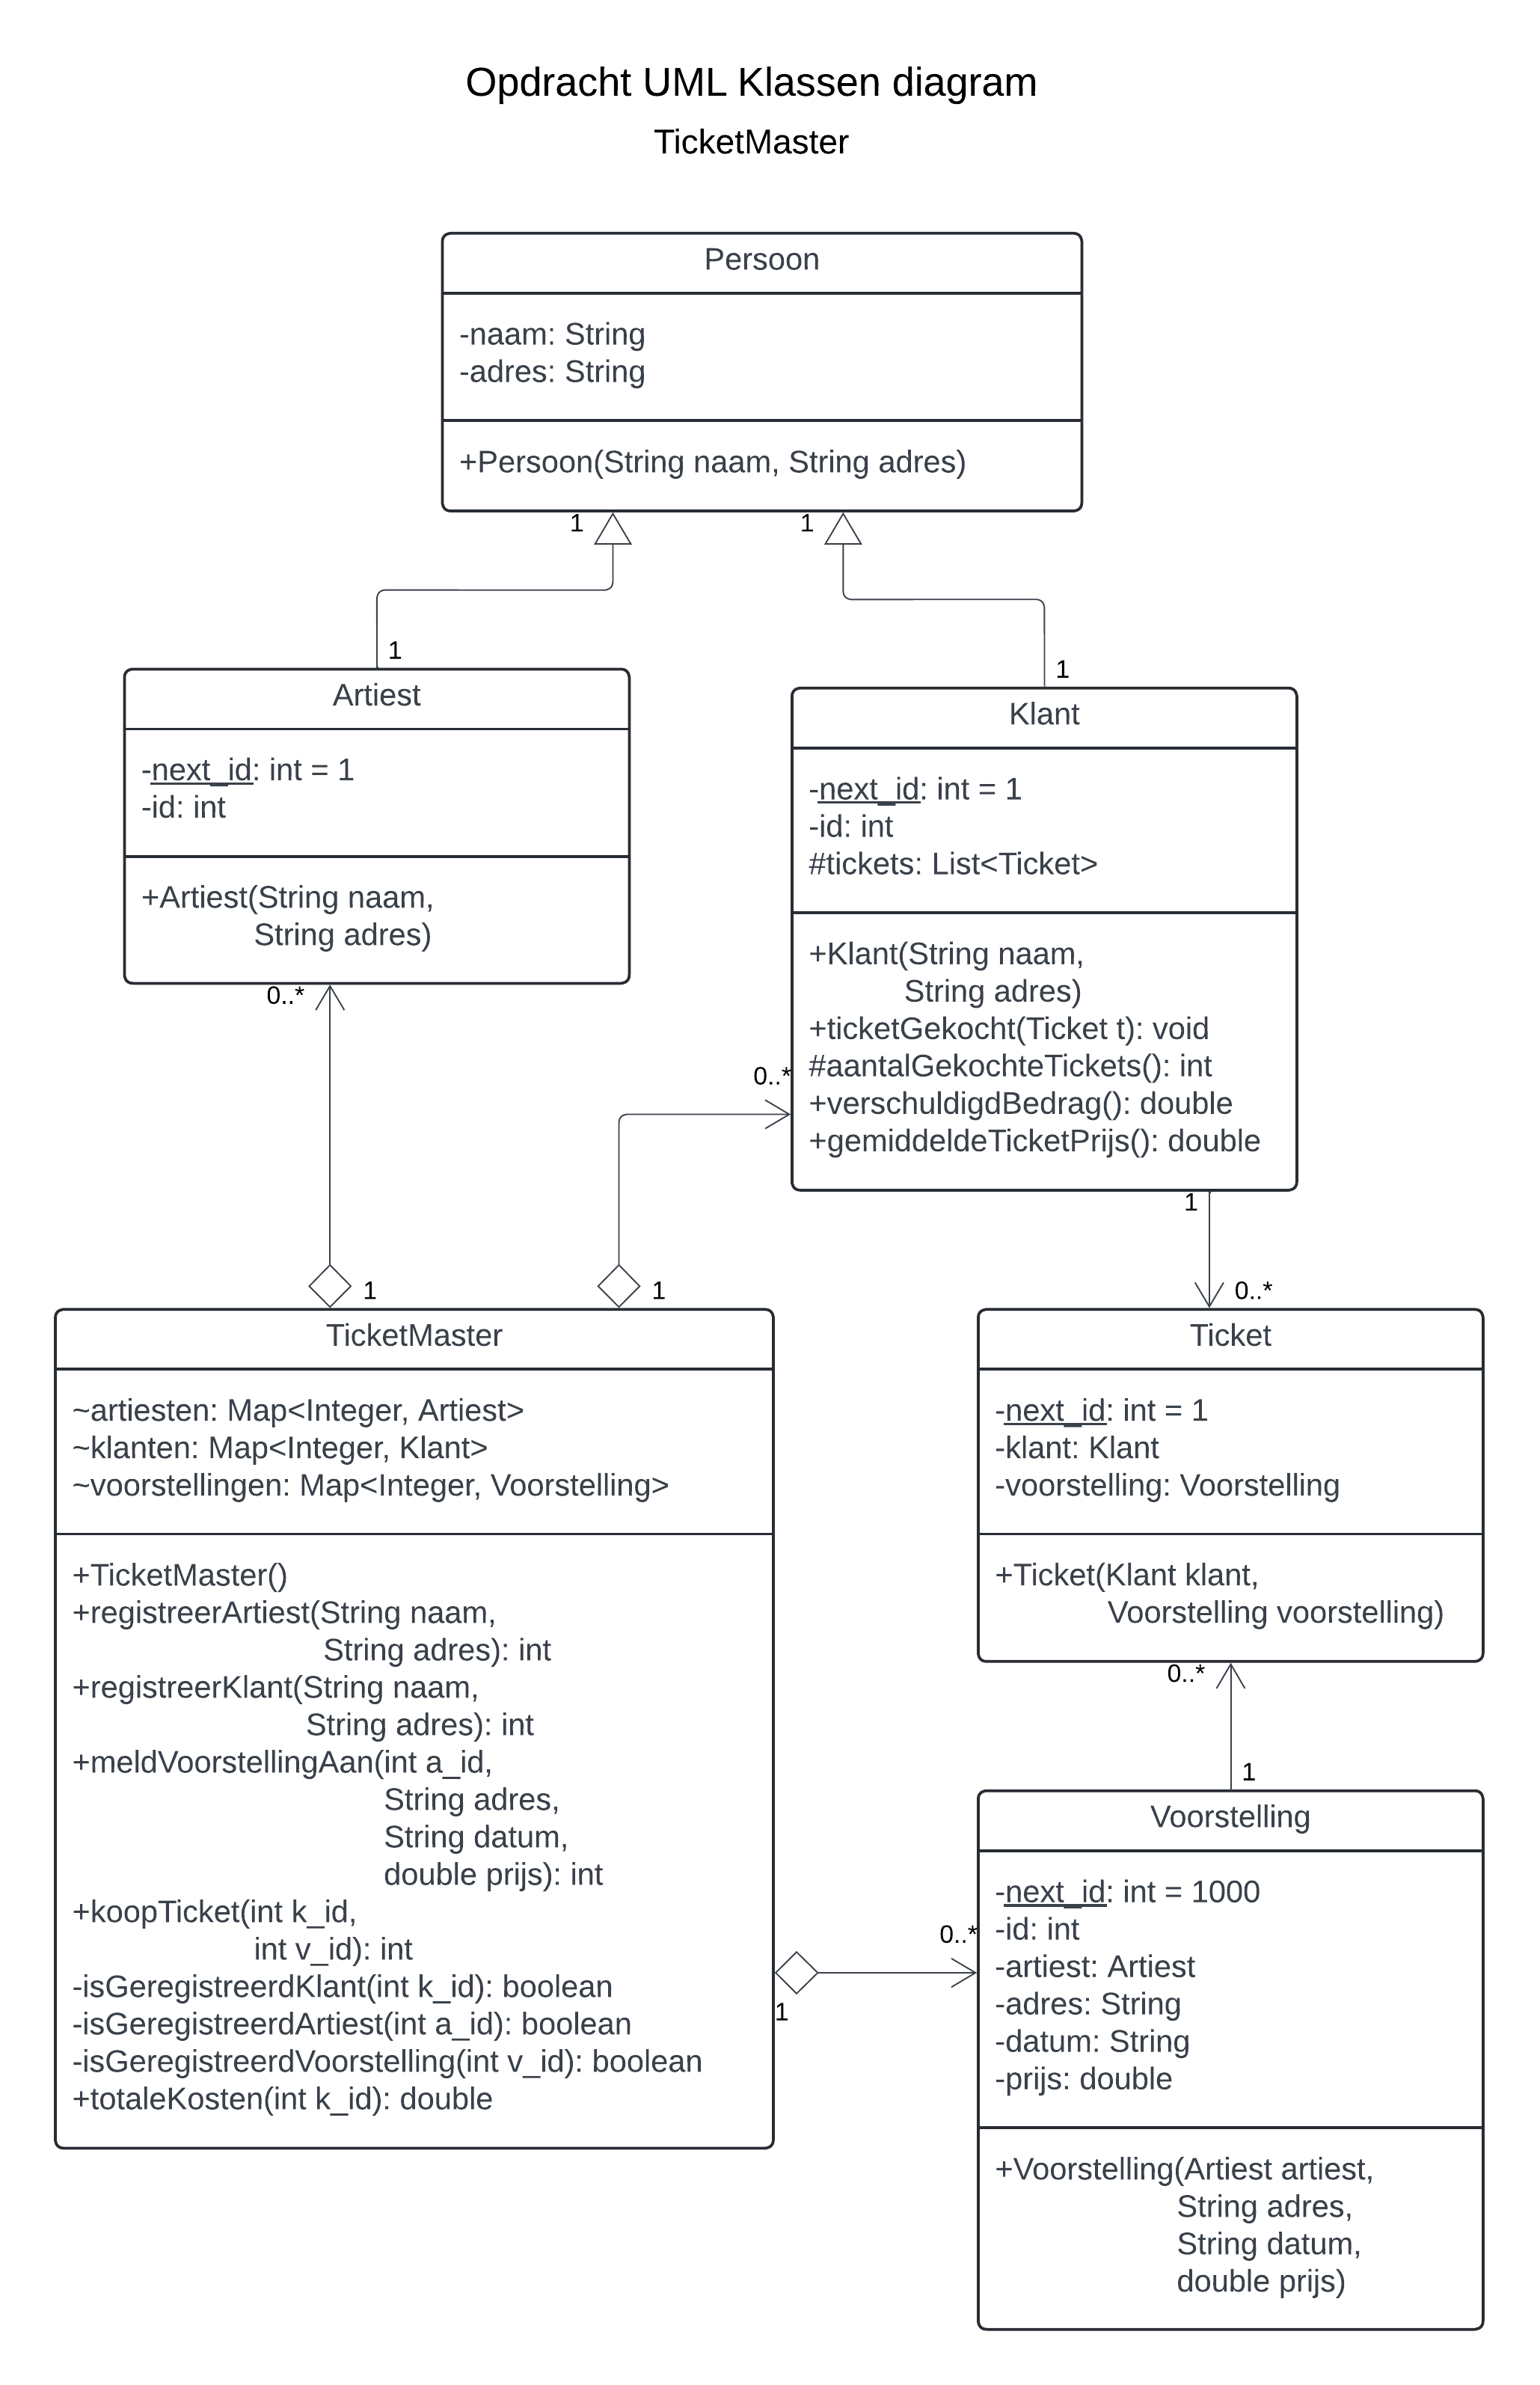 Opdracht UML Klassen diagram
TicketMaster
Persoon
-naam: String
-adres: String
+Persoon(String naam, String adres)
1
1
1
1
Artiest
-next_id: int = 1
-id: int
+Artiest(String naam,
String adres)
0..*
Klant
-next_id: int = 1
-id: int
#tickets: List<Ticket>
+Klant(String naam,
String adres)
+ticketGekocht(Ticket t): void
#aantalGekochteTickets(): int
+verschuldigdBedrag(): double
+gemiddeldeTicketPrijs(): double
0..*
1
1
1
0..*
TicketMaster
~artiesten: Map<Integer, Artiest>
~klanten: Map<Integer, Klant>
~voorstellingen: Map<Integer, Voorstelling>
+TicketMaster()
+registreerArtiest(String naam,
String adres): int
+registreerKlant(String naam,
String adres): int
+meldVoorstellingAan(int a_id,
String adres,
String datum,
double prijs): int
+koopTicket(int k_id,
int v_id): int
-isGeregistreerdKlant(int k_id): boolean
-isGeregistreerdArtiest(int a_id): boolean
-isGeregistreerdVoorstelling(int v_id): boolean
+totaleKosten(int k_id): double
Ticket
-next_id: int = 1
-klant: Klant
-voorstelling: Voorstelling
+Ticket(Klant klant,
Voorstelling voorstelling)
0..*
1
0..*
1
Voorstelling
-next_id: int = 1000
-id: int
-artiest: Artiest
-adres: String
-datum: String
-prijs: double
+Voorstelling(Artiest artiest,
String adres,
String datum,
double prijs)